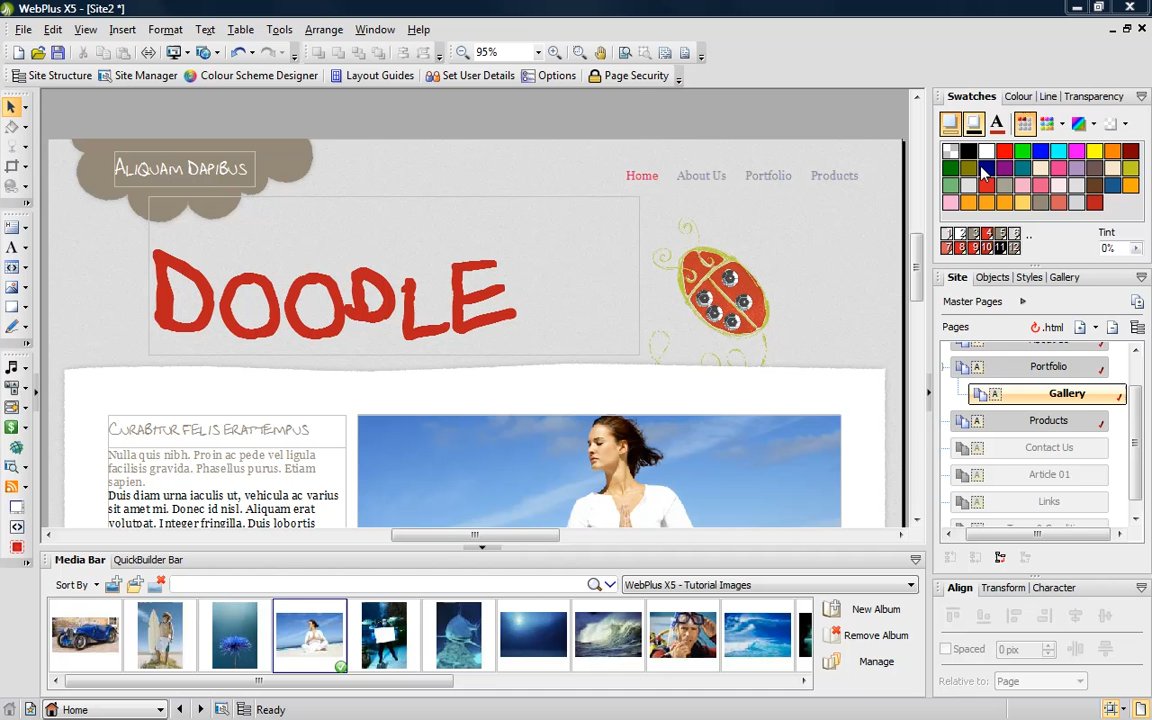 WebPlus X5 - [Site2 *]
File Edit View Insert Format Text Table Tools Arrange Window Help
95%
Site Structure Site Manager Colour Scheme Designer Layout Guides Set User Details Options Page Security
Swatches Colour Line Transparency
Tint
0%
Aliquam Dapibus
Home About Us Portfolio Products
Doodle
Curabitur felis erat tempus
Nulla quis nibh. Proin ac pede vel ligula
facilisis gravida. Phasellus purus. Etiam
sapien.
Duis diam urna iaculis ut, vehicula ac varius
sit amet mi. Donec id nisl. Aliquam erat
volutpat. Integer fringilla. Duis lobortis
Site Objects Styles Gallery
Master Pages
Pages .html
Portfolio
Gallery
Products
Contact Us
Article 01
Links
Media Bar QuickBuilder Bar
Sort By WebPlus X5 - Tutorial Images
New Album
Remove Album
Manage
Align Transform Character
Spaced 0 pix
Relative to: Page
Home Ready